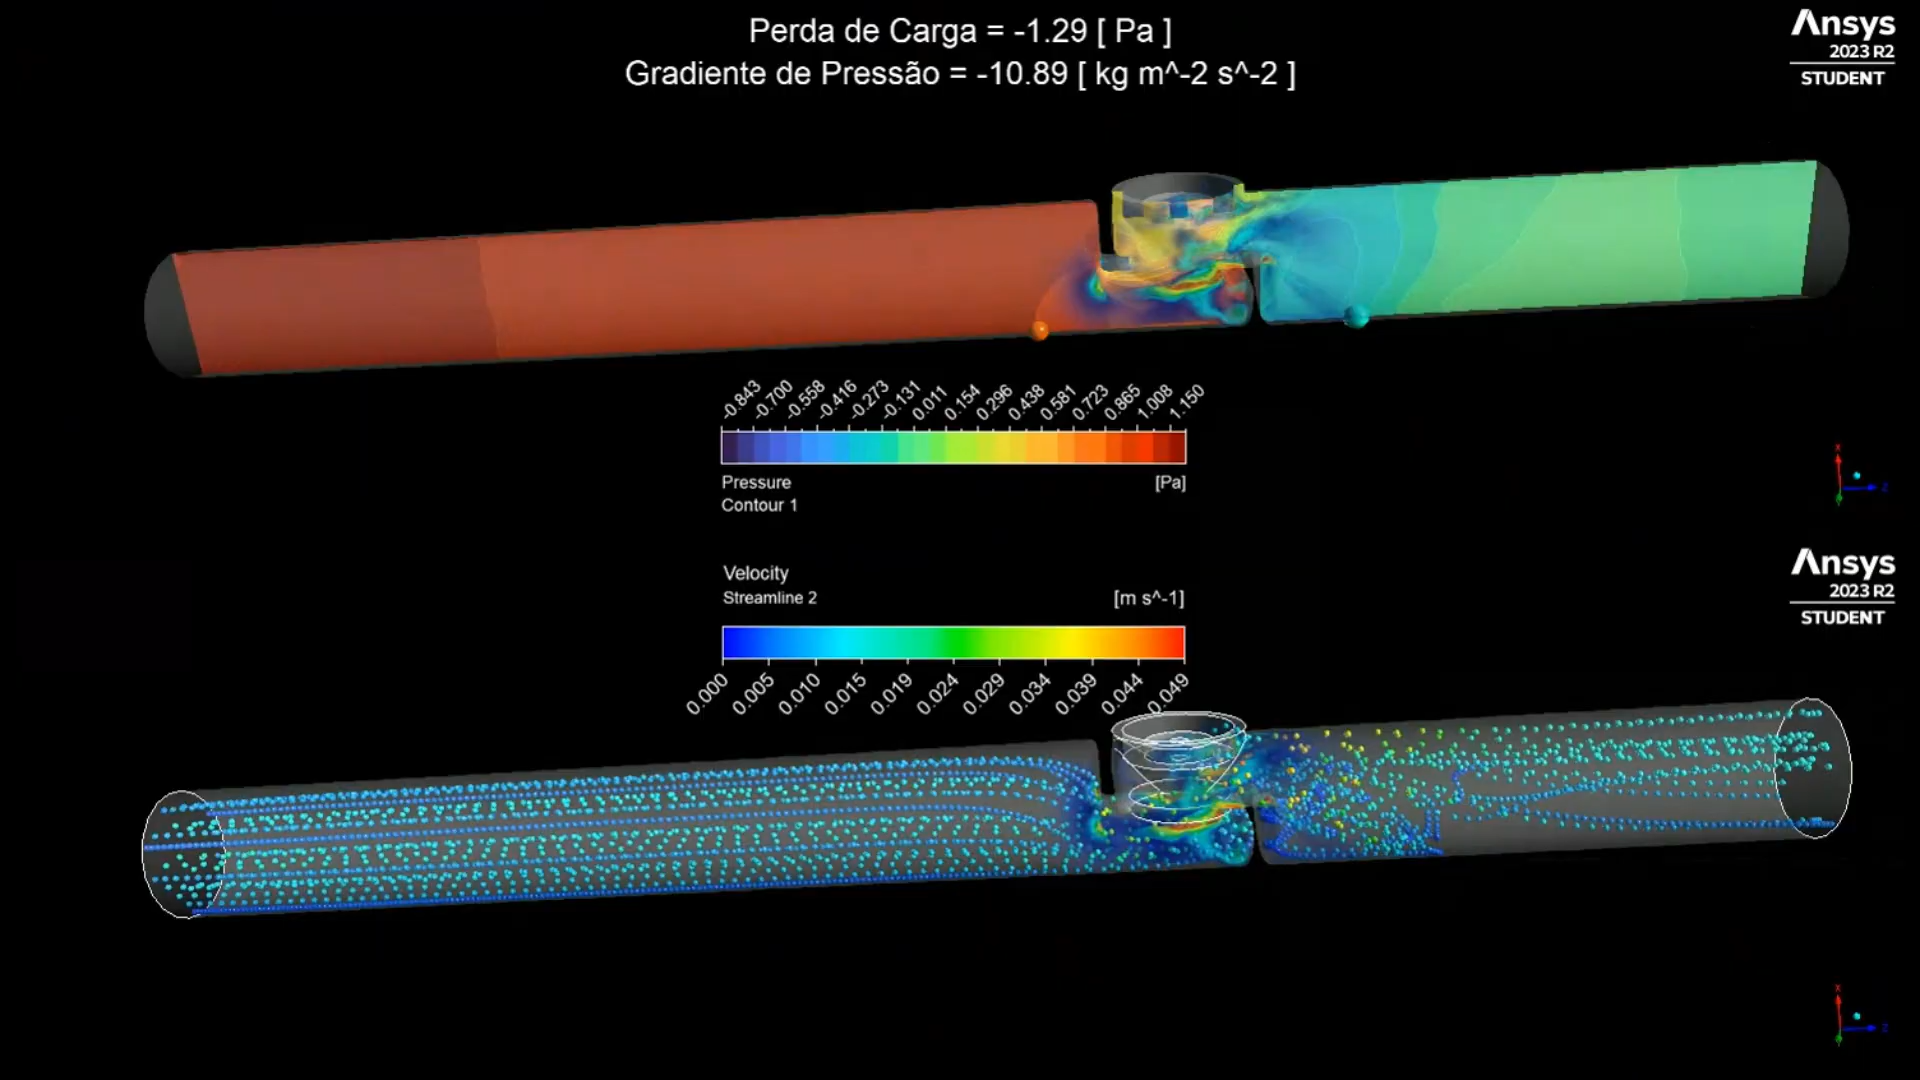 Perda de Carga = -1.29 [ Pa ]
Gradiente de Pressão = -10.89 [ kg m^-2 s^-2 ]
Ansys
2023 R2
STUDENT
-0.843 -0.700 -0.558 -0.416 -0.273 -0.131 0.011 0.154 0.296 0.438 0.581 0.723 0.865 1.008 1.150
Pressure [Pa]
Contour 1
X
Z
Ansys
2023 R2
STUDENT
Velocity
Streamline 2 [m s^-1]
0.000 0.005 0.010 0.015 0.019 0.024 0.029 0.034 0.039 0.044 0.049
X
Z